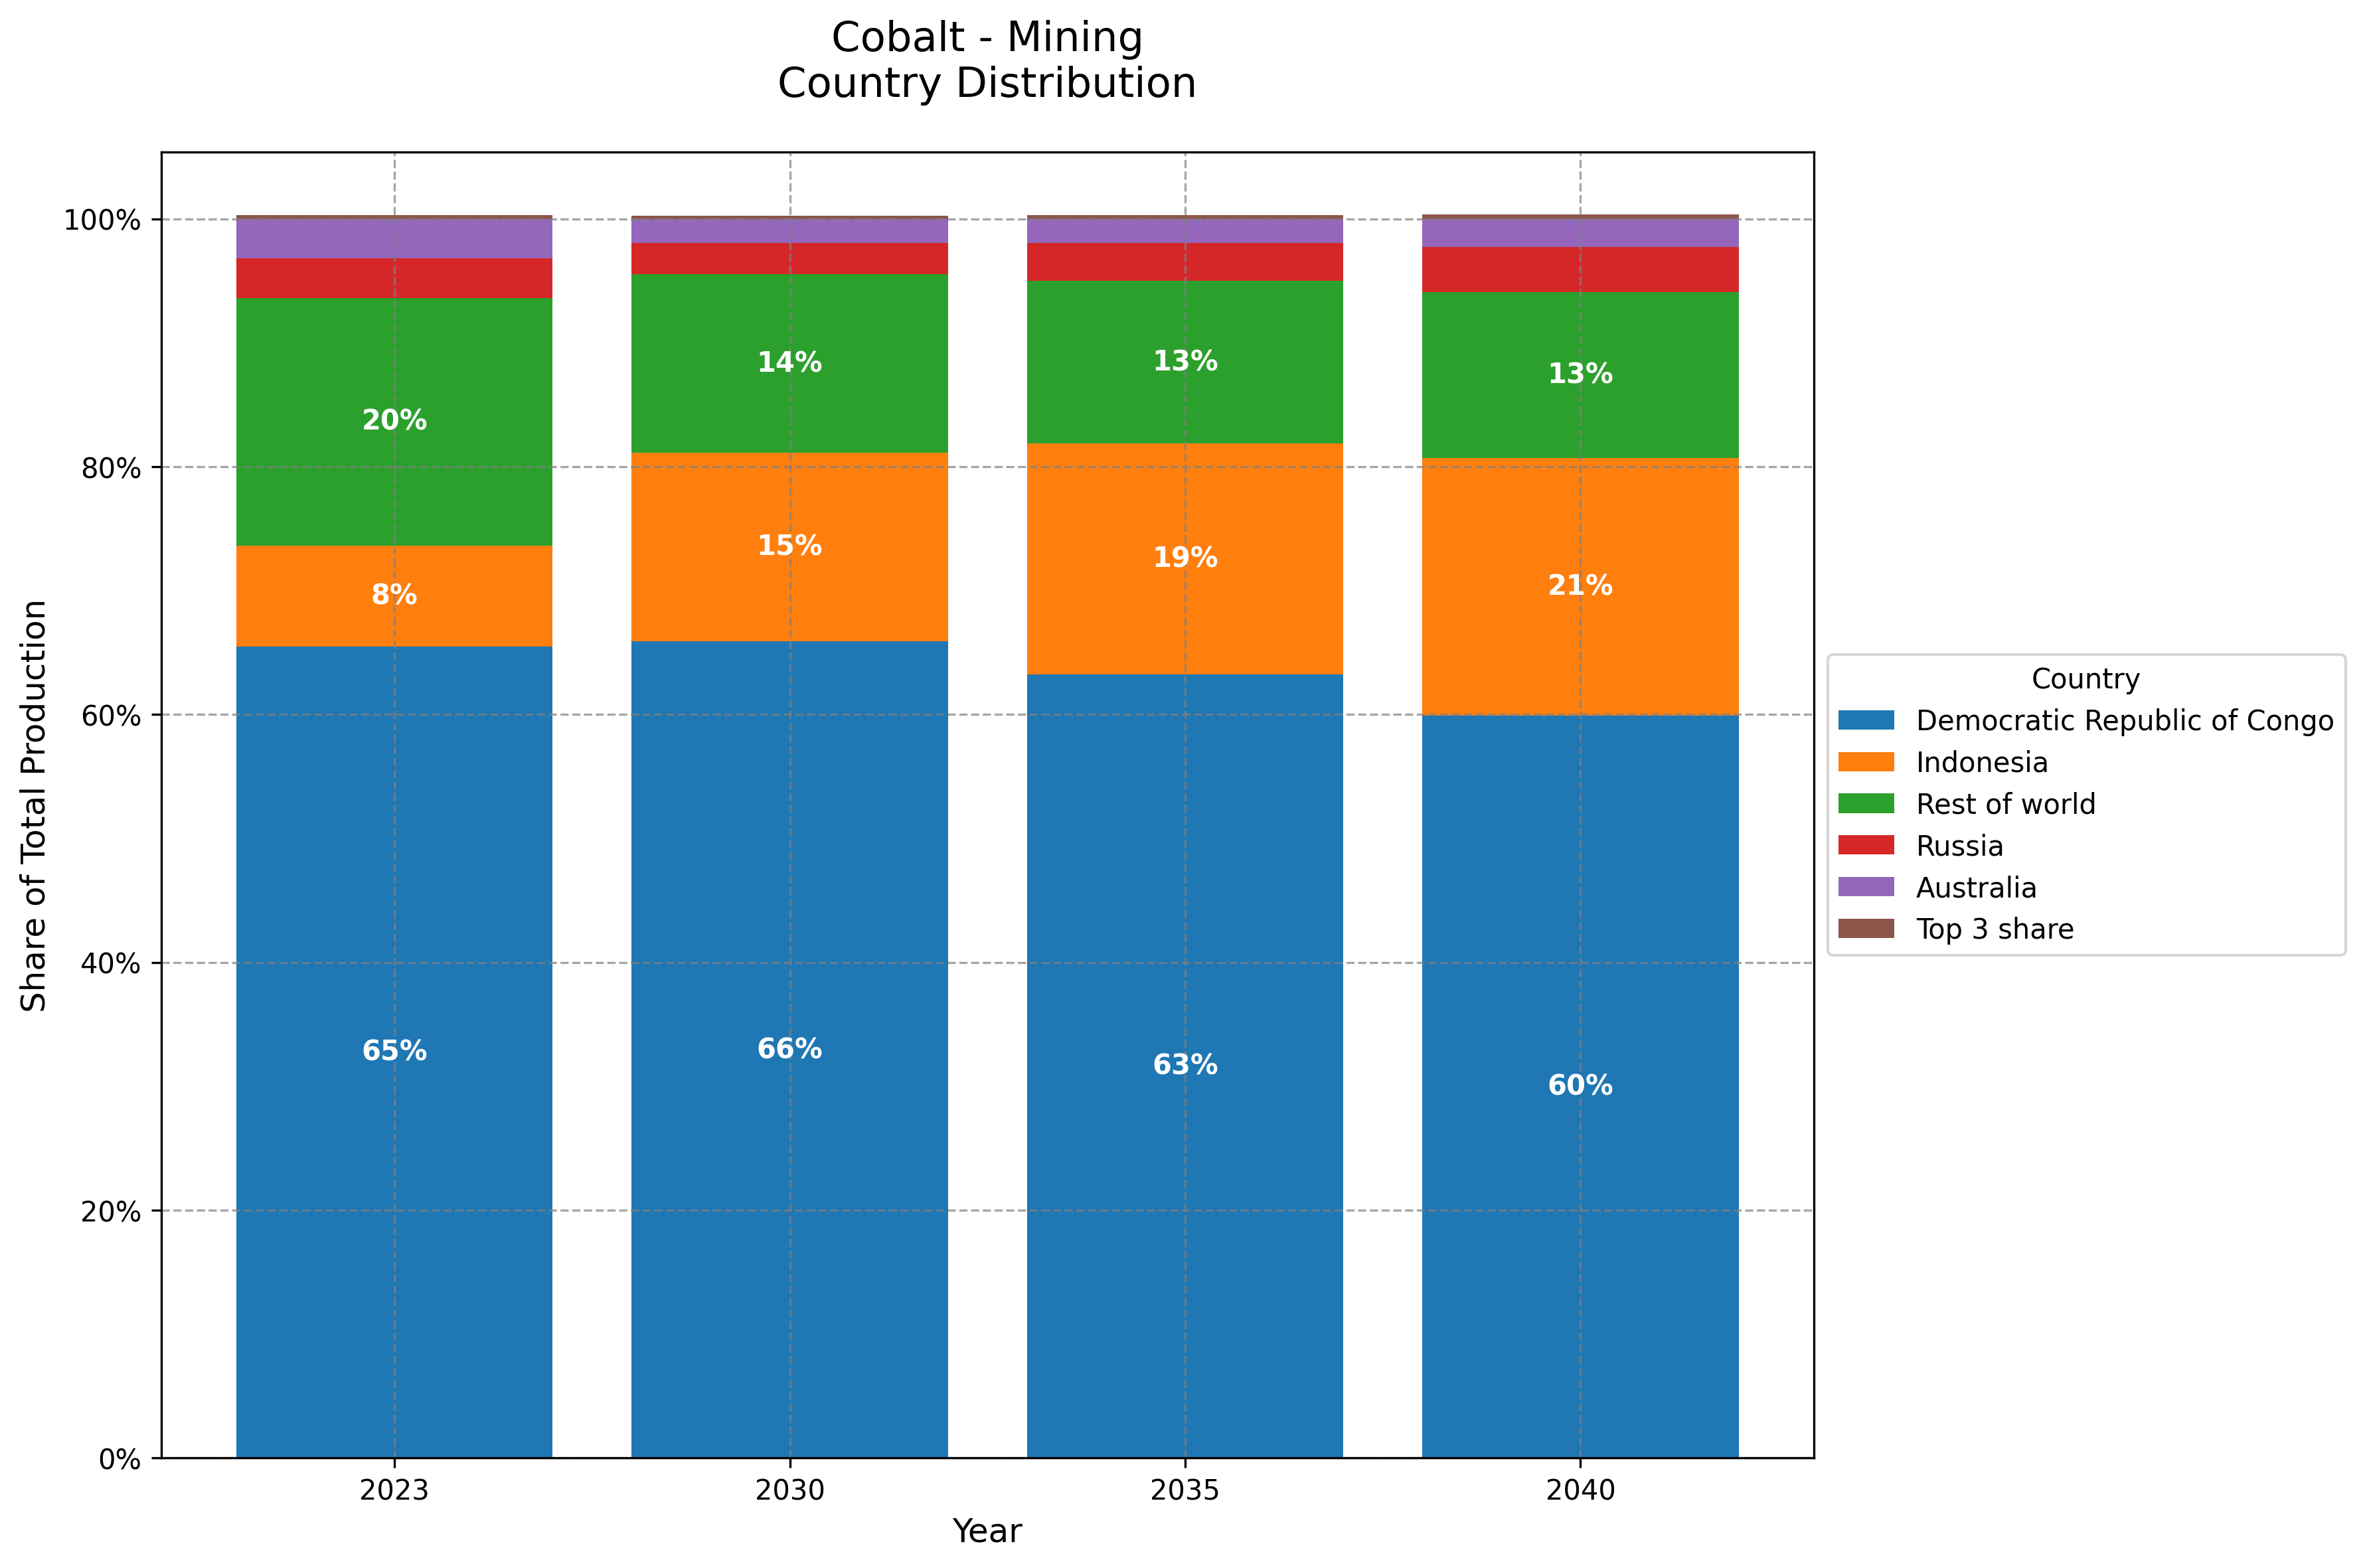 Cobalt - Mining
Country Distribution
Share of Total Production
100%
80%
60%
40%
20%
0%
20%
8%
65%
14%
15%
66%
13%
19%
63%
13%
21%
60%
2023
2030
2035
2040
Year
Country
Democratic Republic of Congo
Indonesia
Rest of world
Russia
Australia
Top 3 share